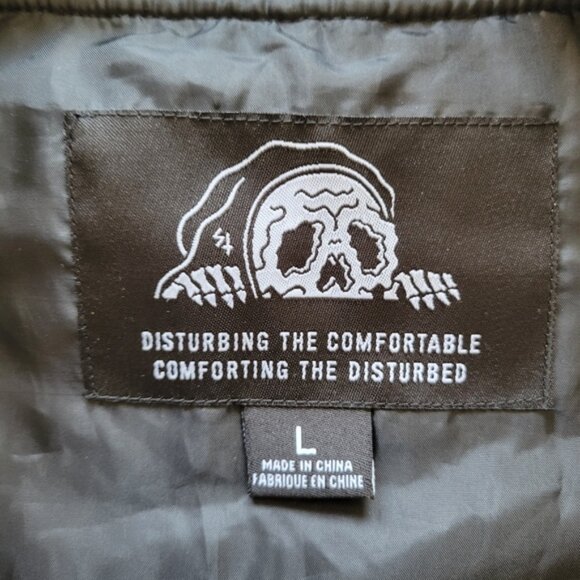 DISTURBING THE COMFORTABLE
COMFORTING THE DISTURBED
L
MADE IN CHINA
FABRIQUE EN CHINE